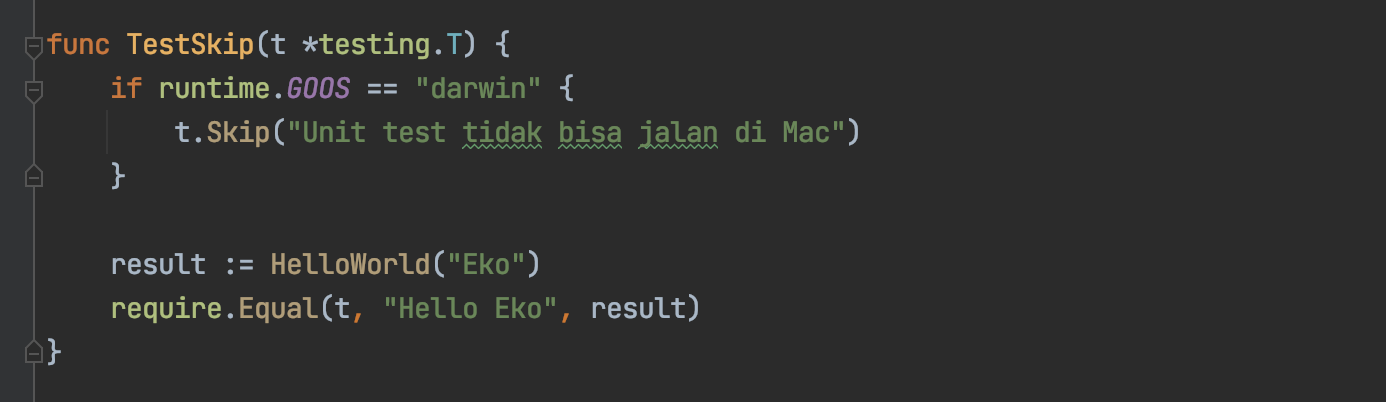 func TestSkip(t *testing.T) {
    if runtime.GOOS == "darwin" {
        t.Skip("Unit test tidak bisa jalan di Mac")
    }

    result := HelloWorld("Eko")
    require.Equal(t, "Hello Eko", result)
}